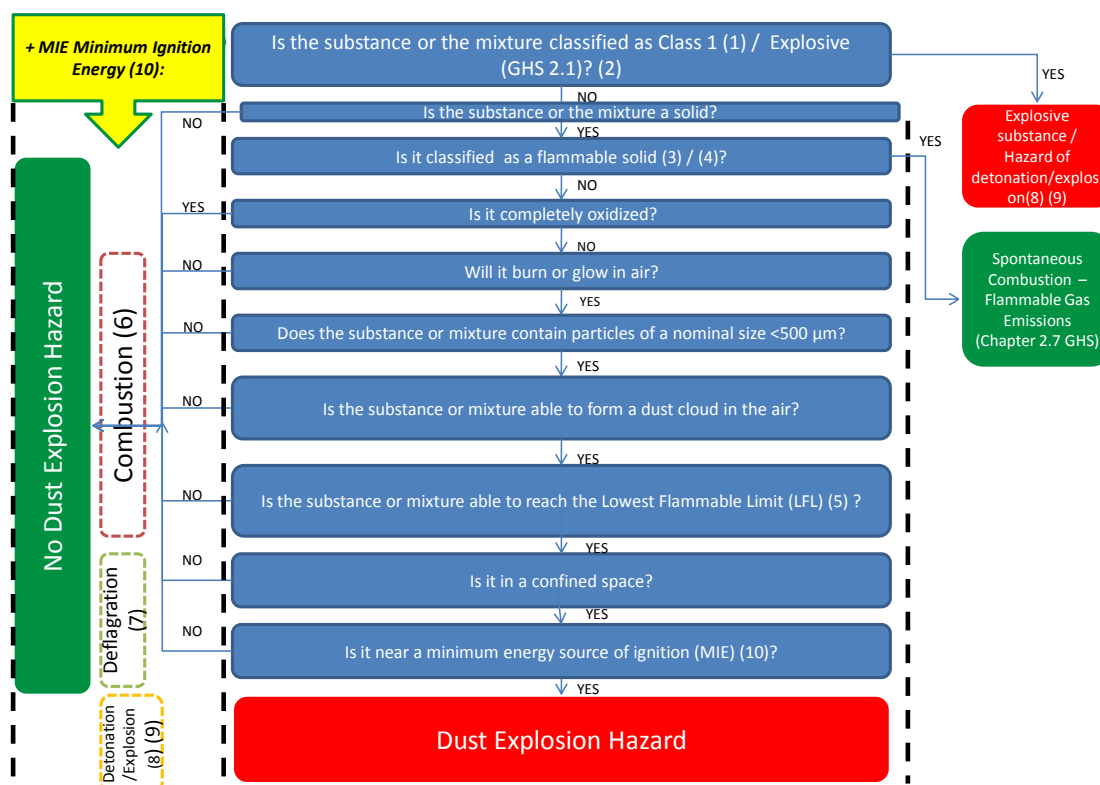 + MIE Minimum Ignition
Energy (10):
Is the substance or the mixture classified as Class 1 (1) / Explosive
(GHS 2.1)? (2)
YES
NO
Is the substance or the mixture a solid?
NO
YES
Explosive
substance /
Hazard of
detonation/explosi
on(8) (9)
Is it classified as a flammable solid (3) / (4)?
YES
NO
YES
Is it completely oxidized?
NO
Spontaneous
Combustion –
Flammable Gas
Emissions
(Chapter 2.7 GHS)
NO
Will it burn or glow in air?
YES
NO
Does the substance or mixture contain particles of a nominal size <500 µm?
YES
NO
Is the substance or mixture able to form a dust cloud in the air?
YES
NO
Is the substance or mixture able to reach the Lowest Flammable Limit (LFL) (5) ?
YES
NO
Is it in a confined space?
YES
NO
Is it near a minimum energy source of ignition (MIE) (10)?
YES
Dust Explosion Hazard
No Dust Explosion Hazard
Combustion (6)
Deflagration
(7)
Detonation
/Explosion
(8) (9)